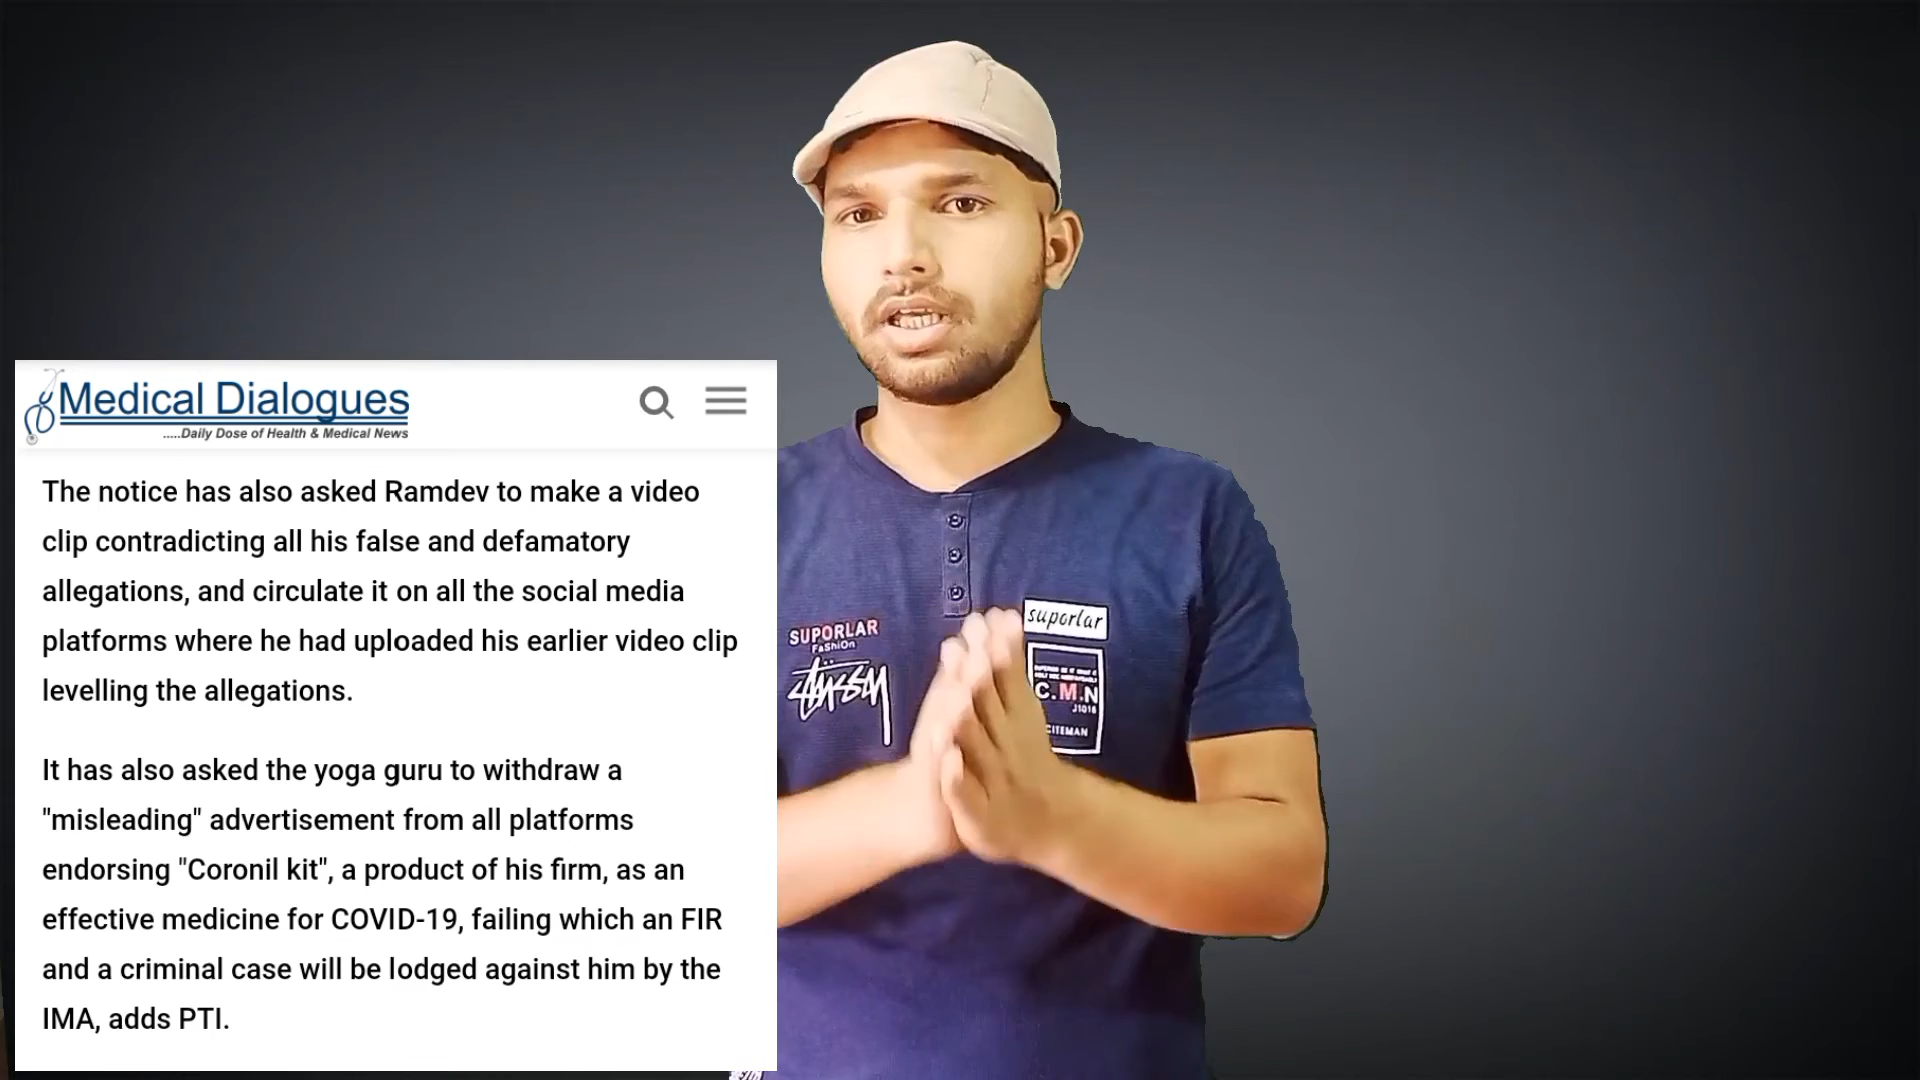 Medical Dialogues
.....Daily Dose of Health & Medical News
The notice has also asked Ramdev to make a video
clip contradicting all his false and defamatory
allegations, and circulate it on all the social media
platforms where he had uploaded his earlier video clip
levelling the allegations.
It has also asked the yoga guru to withdraw a
"misleading" advertisement from all platforms
endorsing "Coronil kit", a product of his firm, as an
effective medicine for COVID-19, failing which an FIR
and a criminal case will be lodged against him by the
IMA, adds PTI.
SUPORLAR
FaShiOn
STUSSY
suporlar
C.M.N
J1018
CITEMAN